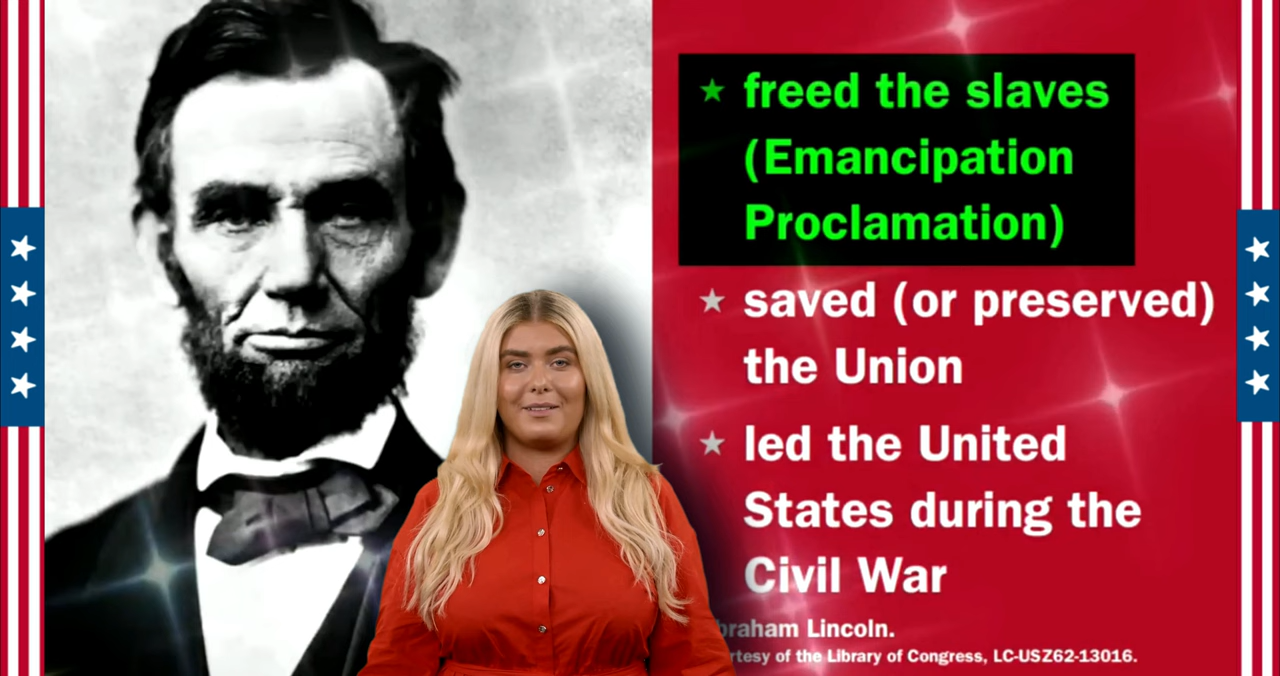 freed the slaves
(Emancipation
Proclamation)
saved (or preserved)
the Union
led the United
States during the
Civil War
braham Lincoln.
rtesy of the Library of Congress, LC-USZ62-13016.